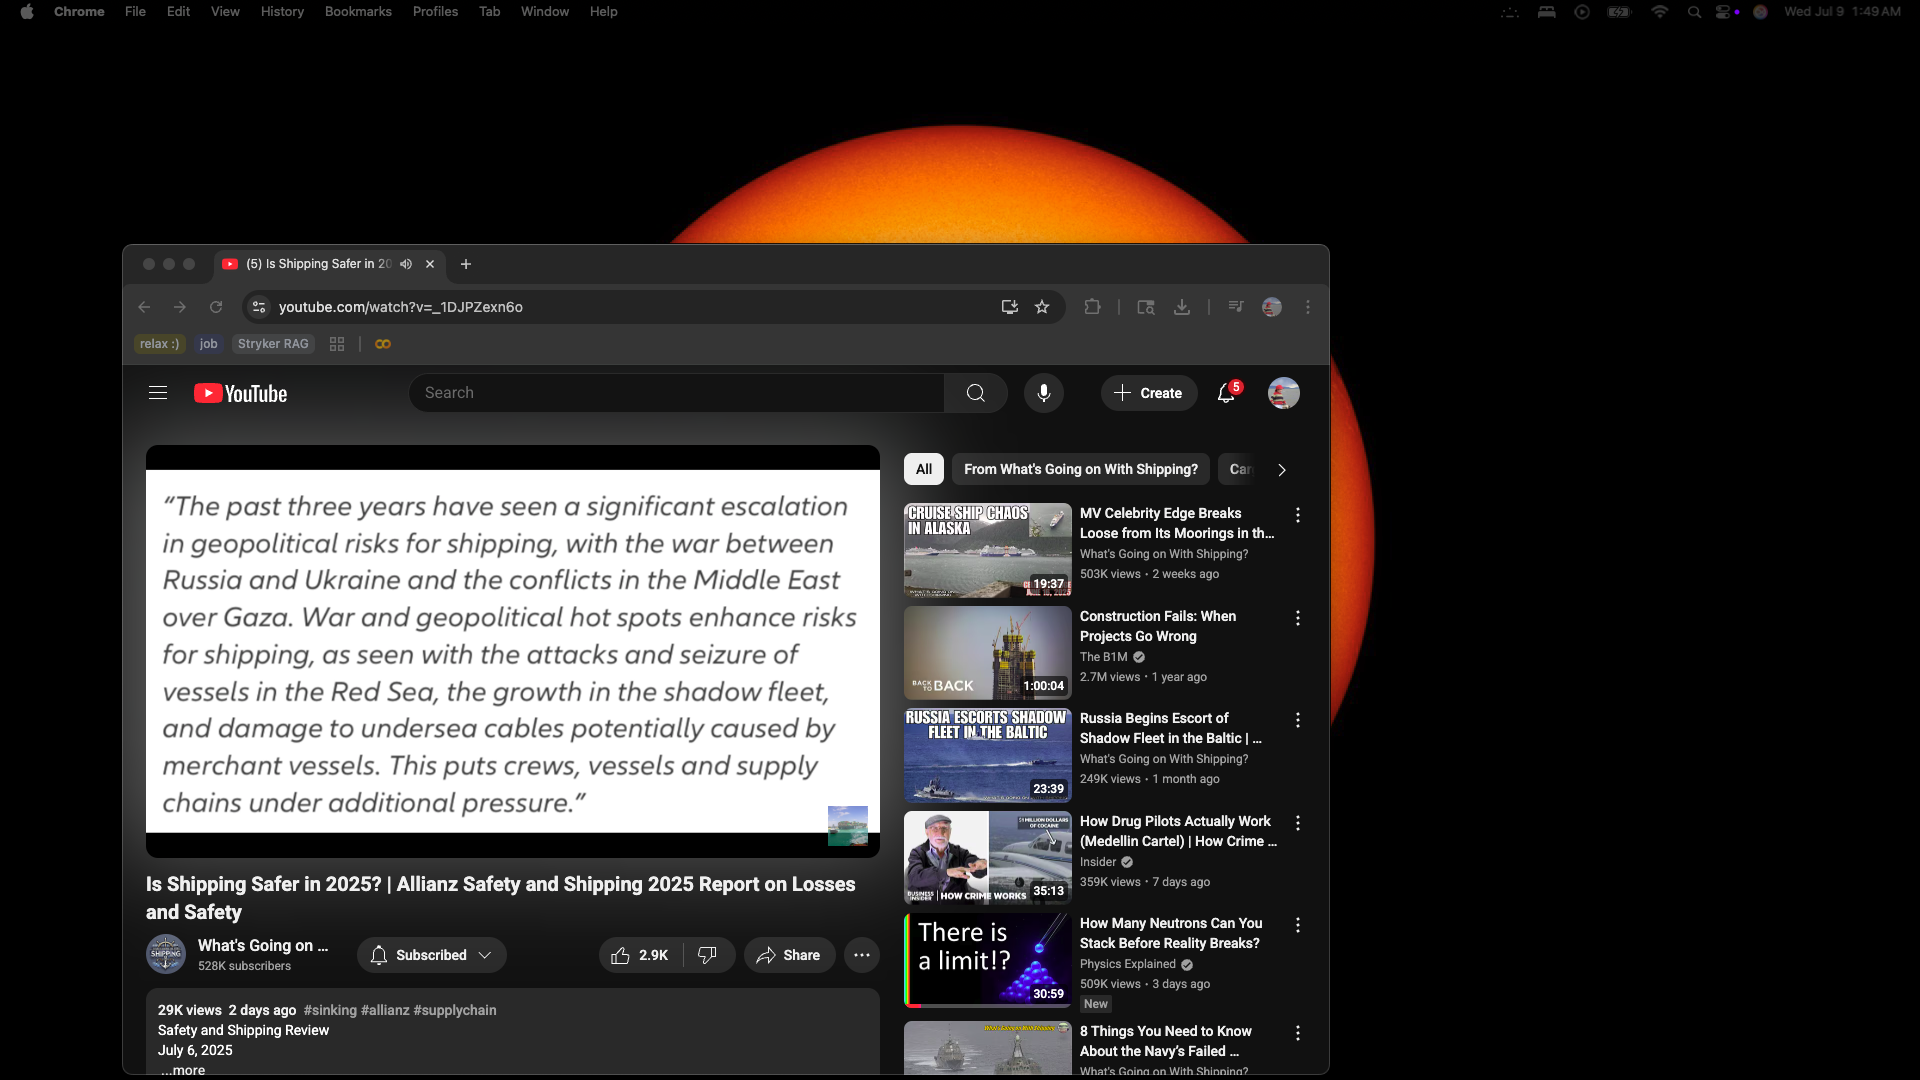 Chrome File Edit View History Bookmarks Profiles Tab Window Help
Wed Jul 9 1:49 AM
(5) Is Shipping Safer in 20
youtube.com/watch?v=_1DJPZexn6o
relax :) job Stryker RAG
YouTube
Search
Create
5
“The past three years have seen a significant escalation
in geopolitical risks for shipping, with the war between
Russia and Ukraine and the conflicts in the Middle East
over Gaza. War and geopolitical hot spots enhance risks
for shipping, as seen with the attacks and seizure of
vessels in the Red Sea, the growth in the shadow fleet,
and damage to undersea cables potentially caused by
merchant vessels. This puts crews, vessels and supply
chains under additional pressure.”
Is Shipping Safer in 2025? | Allianz Safety and Shipping 2025 Report on Losses
and Safety
SHIPPING
What's Going on ...
528K subscribers
Subscribed
2.9K
Share
29K views 2 days ago #sinking #allianz #supplychain
Safety and Shipping Review
July 6, 2025
...more
All From What's Going on With Shipping? Car
CRUISE SHIP CHAOS
IN ALASKA
19:37
MV Celebrity Edge Breaks
Loose from Its Moorings in th...
What's Going on With Shipping?
503K views • 2 weeks ago
BACK
TO BACK
1:00:04
Construction Fails: When
Projects Go Wrong
The B1M
2.7M views • 1 year ago
RUSSIA ESCORTS SHADOW
FLEET IN THE BALTIC
23:39
Russia Begins Escort of
Shadow Fleet in the Baltic | ...
What's Going on With Shipping?
249K views • 1 month ago
$1 MILLION DOLLARS
OF COCAINE
BUSINESS
INSIDER | HOW CRIME WORKS
35:13
How Drug Pilots Actually Work
(Medellin Cartel) | How Crime ...
Insider
359K views • 7 days ago
There is
a limit!?
30:59
How Many Neutrons Can You
Stack Before Reality Breaks?
Physics Explained
509K views • 3 days ago
New
What's Going on With Shipping
8 Things You Need to Know
About the Navy’s Failed ...
What's Going on With Shipping?